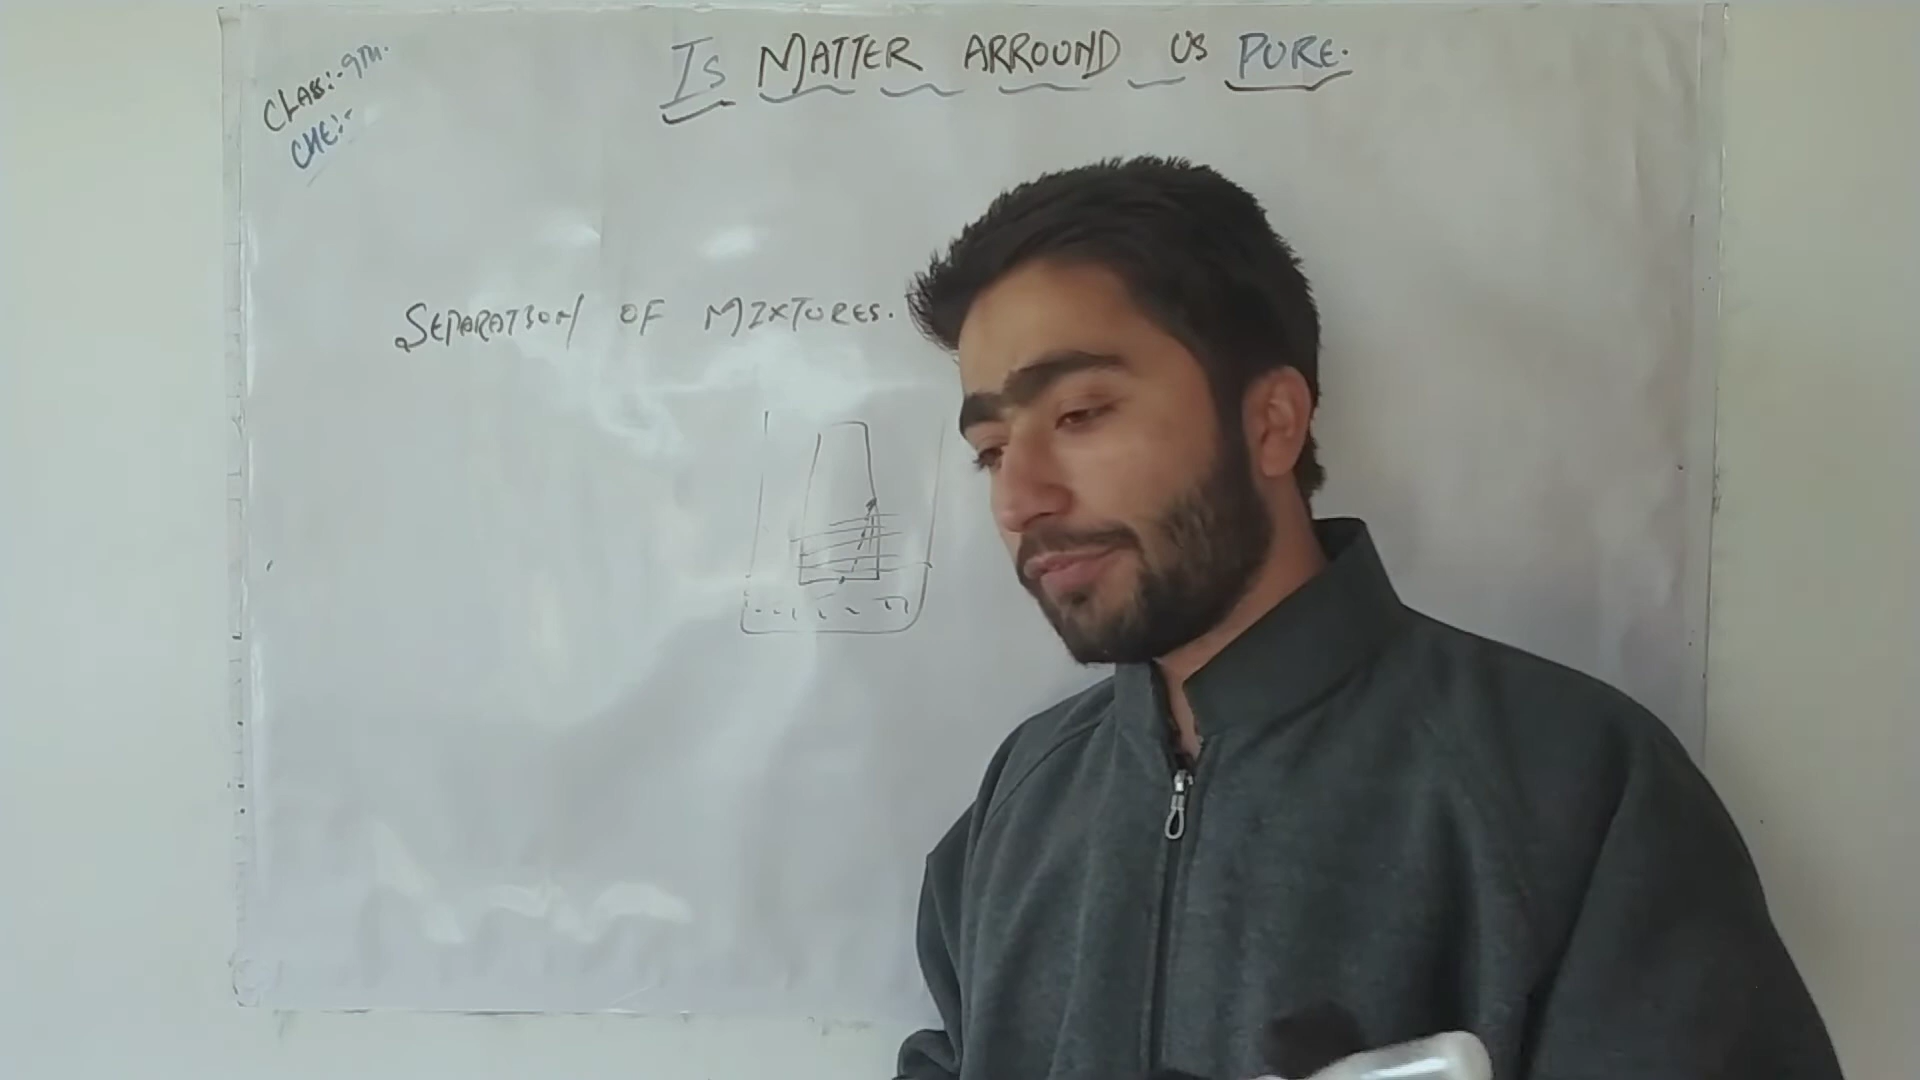 IS MATTER ARROUND US PURE.
CLASS:- 9TH.
CHE:-
SEPARATION OF MIXTURES.